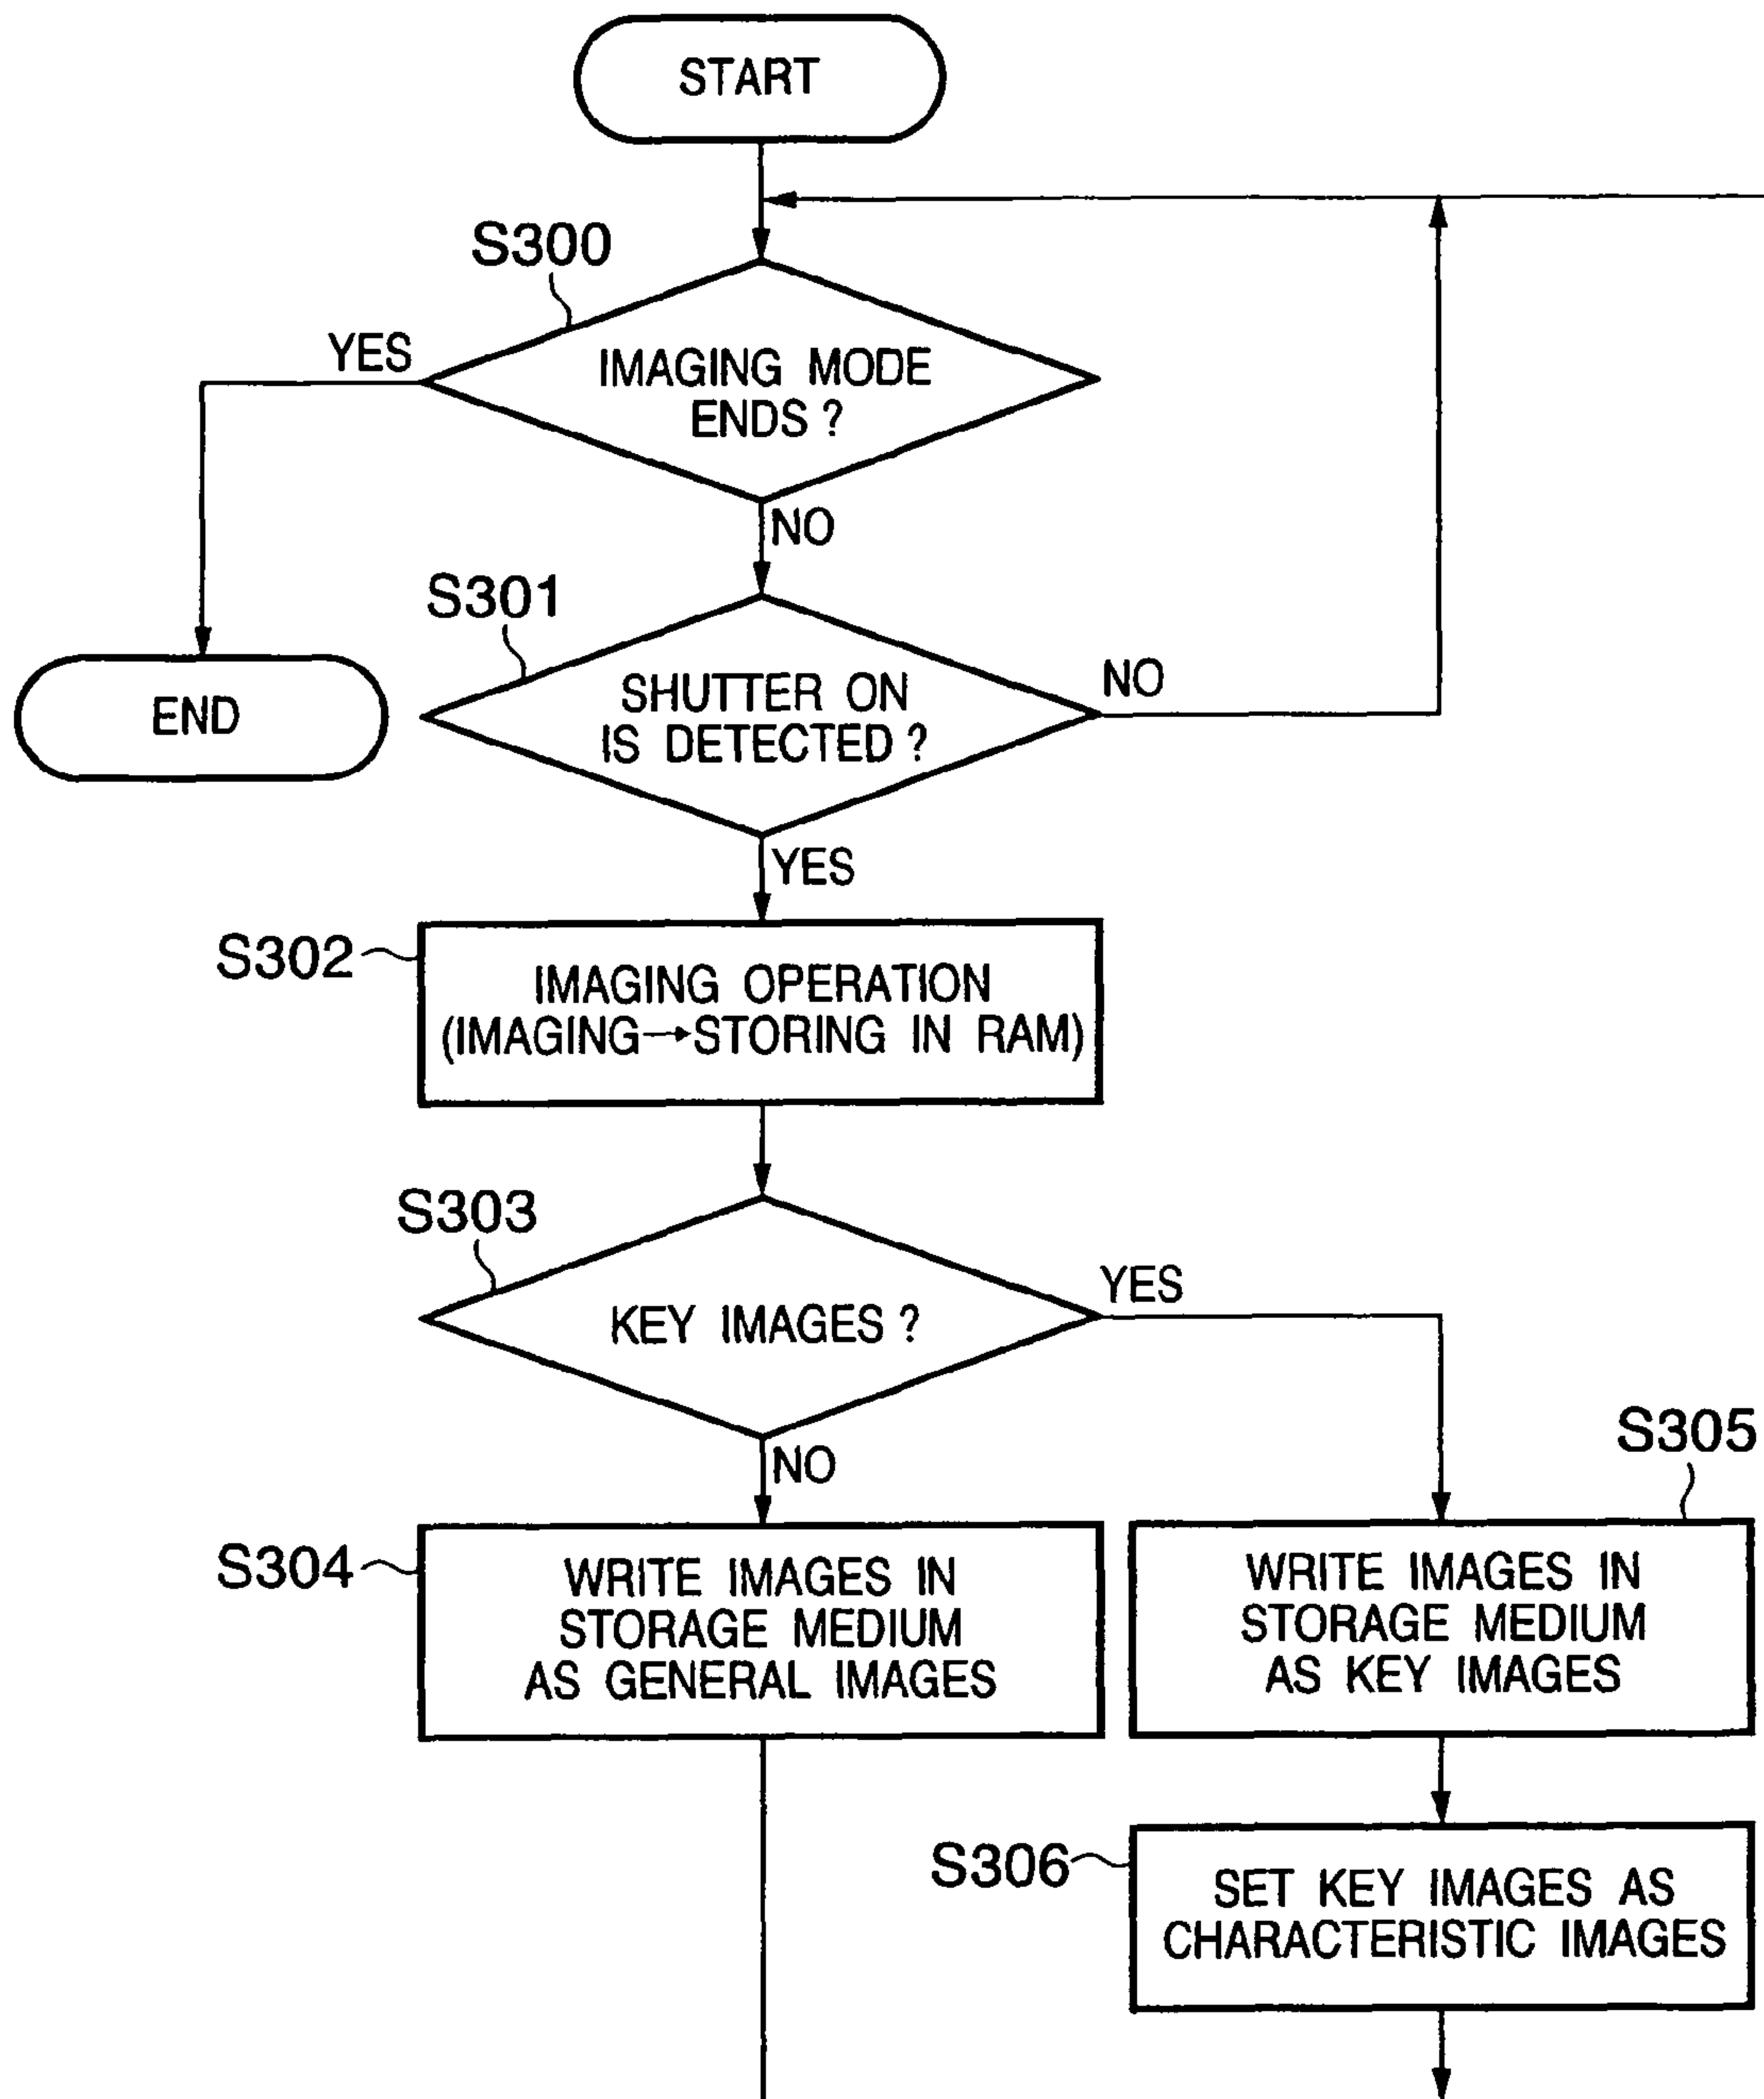 START
S300
YES
IMAGING MODE
ENDS ?
NO
S301
END
SHUTTER ON
IS DETECTED ?
NO
YES
S302
IMAGING OPERATION
(IMAGING→STORING IN RAM)
S303
KEY IMAGES ?
YES
NO
S304
WRITE IMAGES IN
STORAGE MEDIUM
AS GENERAL IMAGES
S305
WRITE IMAGES IN
STORAGE MEDIUM
AS KEY IMAGES
S306
SET KEY IMAGES AS
CHARACTERISTIC IMAGES